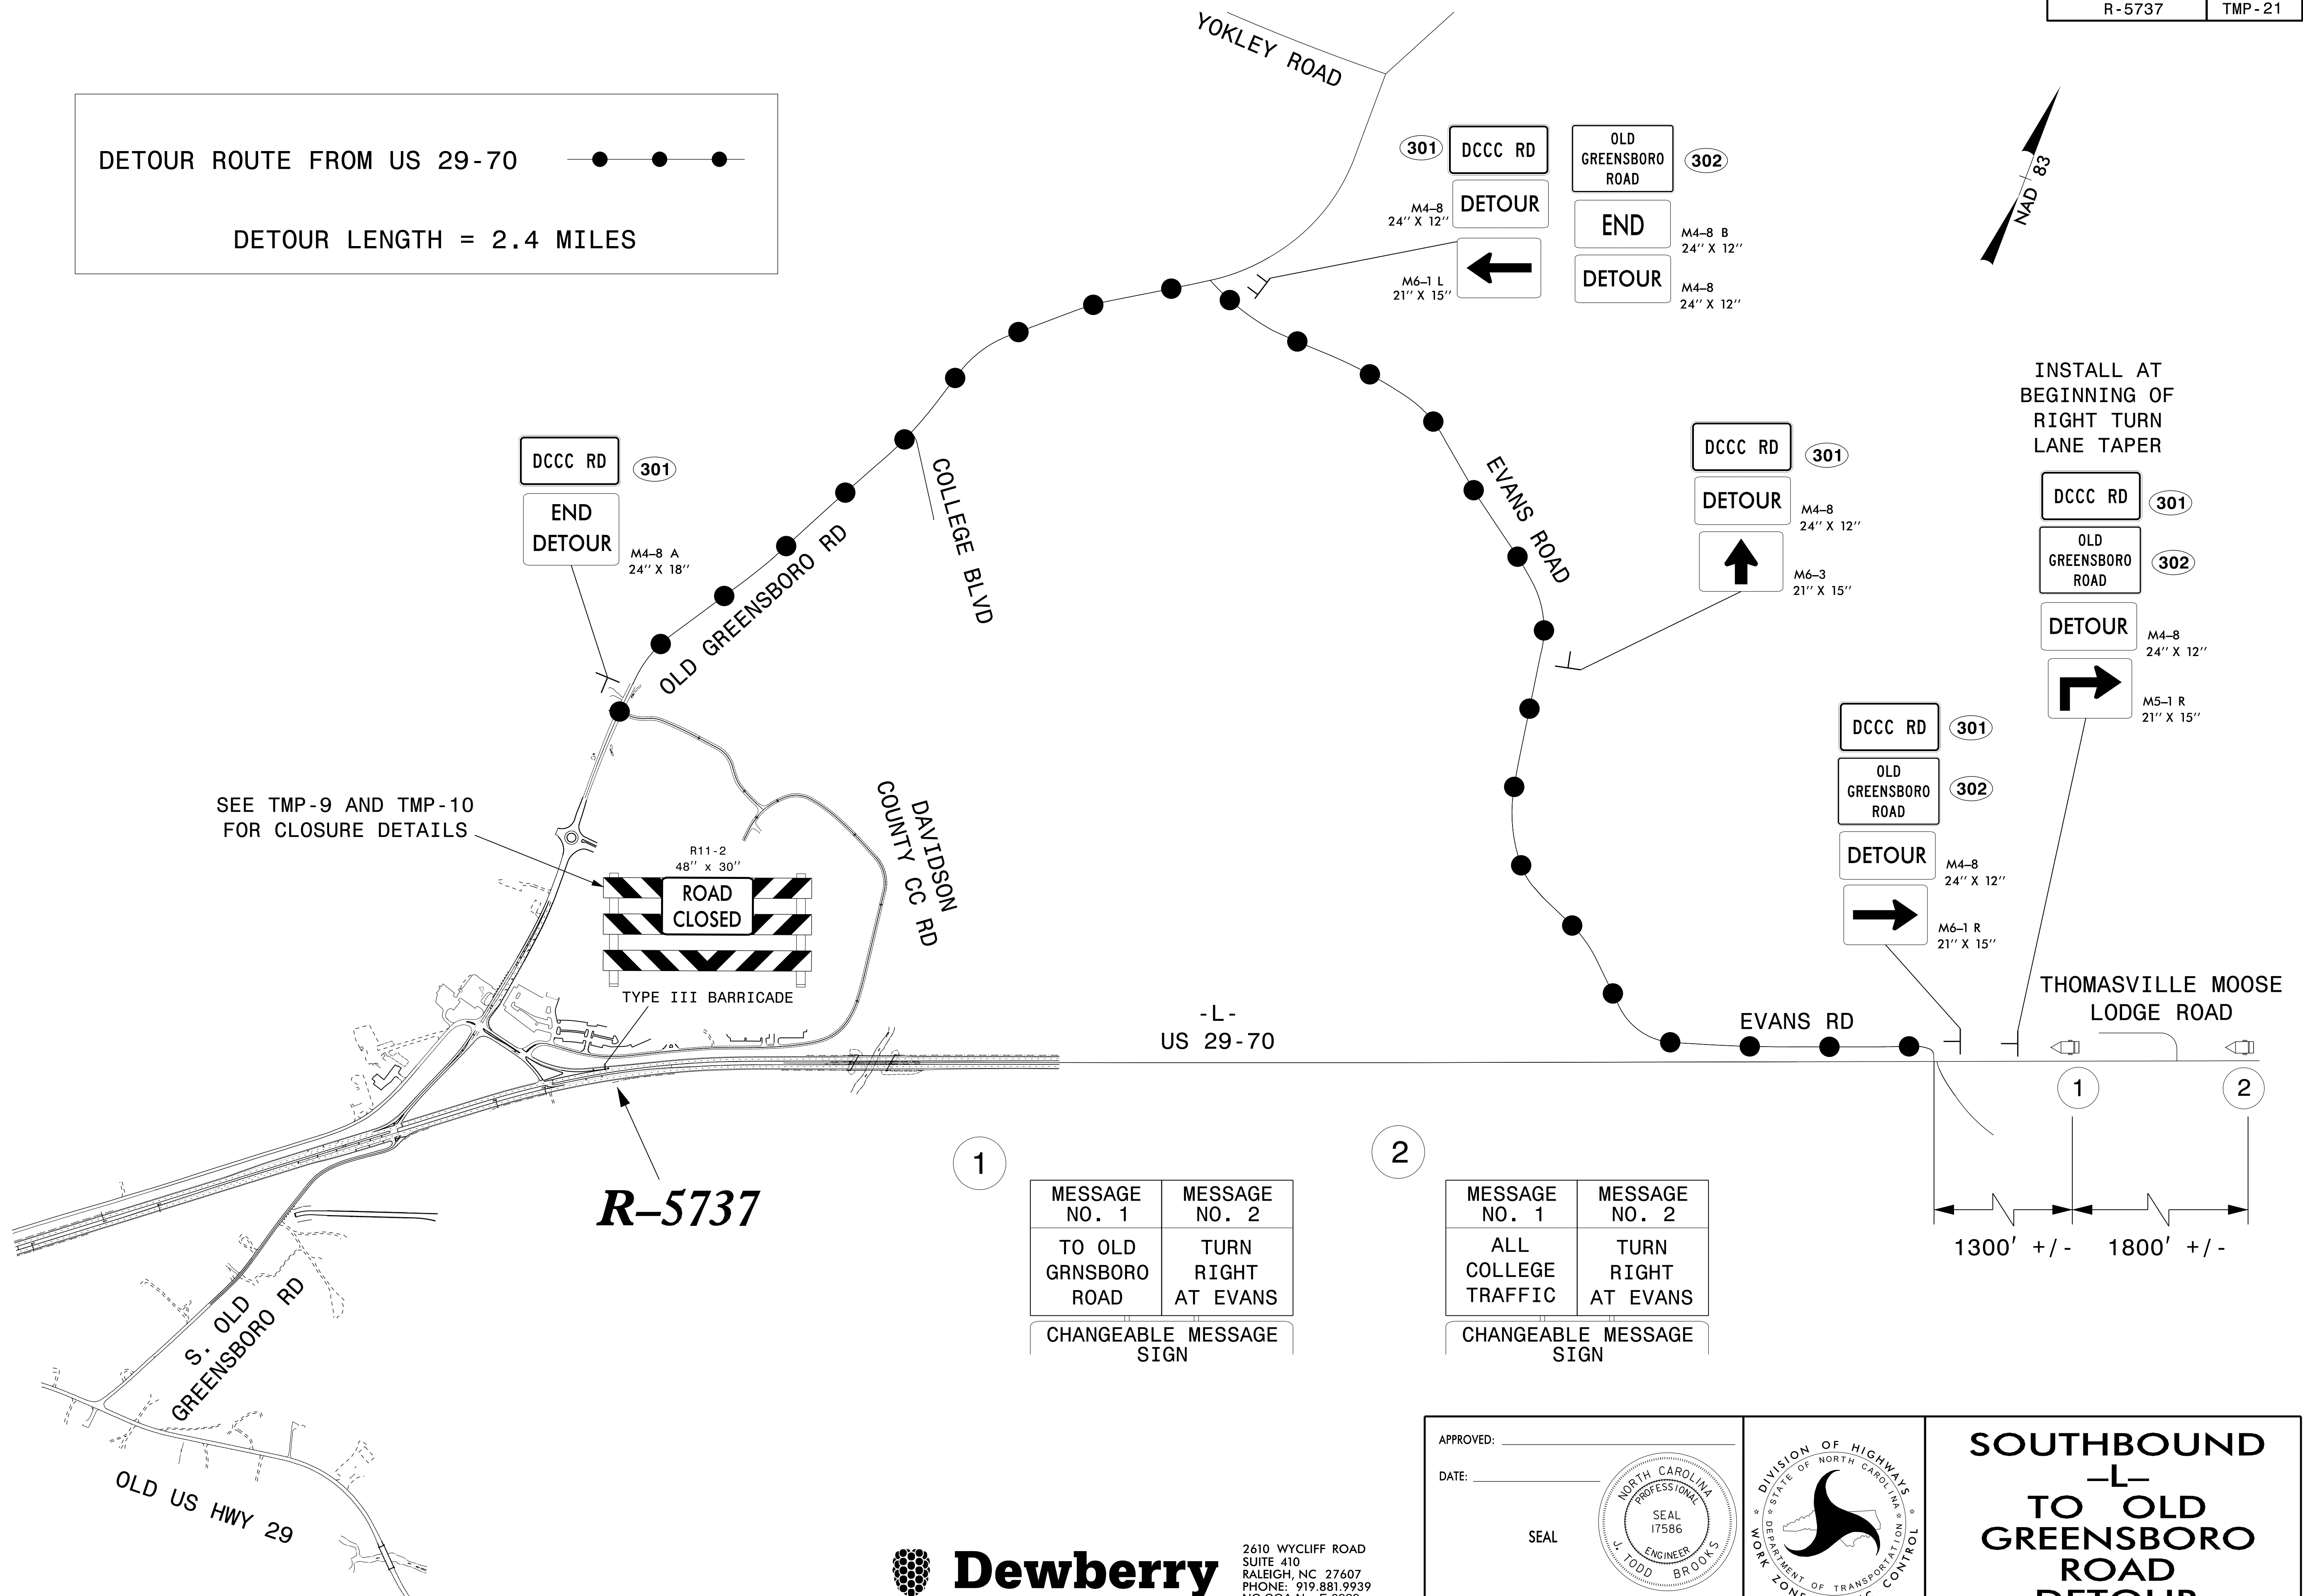 R-5737
TMP-21
YOKLEY ROAD
DETOUR ROUTE FROM US 29-70
DETOUR LENGTH = 2.4 MILES
NAD 83
301
DCCC RD
M4-8
24'' X 12''
DETOUR
M6-1 L
21'' X 15''
OLD
GREENSBORO
ROAD
302
END
M4-8 B
24'' X 12''
DETOUR
M4-8
24'' X 12''
INSTALL AT
BEGINNING OF
RIGHT TURN
LANE TAPER
DCCC RD
301
OLD
GREENSBORO
ROAD
302
DETOUR
M4-8
24'' X 12''
M5-1 R
21'' X 15''
DCCC RD
301
DETOUR
M4-8
24'' X 12''
M6-3
21'' X 15''
DCCC RD
301
END
DETOUR
M4-8 A
24'' X 18''
COLLEGE BLVD
OLD GREENSBORO RD
EVANS ROAD
DCCC RD
301
OLD
GREENSBORO
ROAD
302
DETOUR
M4-8
24'' X 12''
M6-1 R
21'' X 15''
SEE TMP-9 AND TMP-10
FOR CLOSURE DETAILS
R11-2
48'' x 30''
ROAD
CLOSED
TYPE III BARRICADE
DAVIDSON
COUNTY CC RD
-L-
US 29-70
EVANS RD
THOMASVILLE MOOSE
LODGE ROAD
1
2
1300' +/-
1800' +/-
R-5737
1
MESSAGE
NO. 1
MESSAGE
NO. 2
TO OLD
GRNSBORO
ROAD
TURN
RIGHT
AT EVANS
CHANGEABLE MESSAGE
SIGN
2
MESSAGE
NO. 1
MESSAGE
NO. 2
ALL
COLLEGE
TRAFFIC
TURN
RIGHT
AT EVANS
CHANGEABLE MESSAGE
SIGN
S. OLD
GREENSBORO RD
OLD US HWY 29
Dewberry
2610 WYCLIFF ROAD
SUITE 410
RALEIGH, NC 27607
PHONE: 919.881.9939
APPROVED:
DATE:
SEAL
NORTH CAROLINA
PROFESSIONAL
SEAL
17586
ENGINEER
J. TODD BROOKS
DIVISION OF HIGHWAYS
STATE OF NORTH CAROLINA
DEPARTMENT OF TRANSPORTATION
WORK ZONE
CONTROL
SOUTHBOUND
-L-
TO OLD
GREENSBORO
ROAD
DETOUR